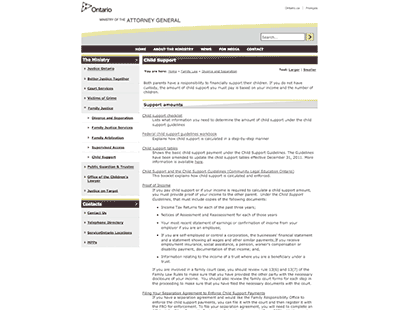 Ontario
MINISTRY OF THE ATTORNEY GENERAL
Français
Search
HOME ABOUT THE MINISTRY NEWS FOR MEDIA CONTACT
The Ministry
Justice Ontario
Better Justice Together
Court Services
Victims of Crime
Family Justice
Divorce and Separation
Family Justice Services
Family Arbitration
Supervised Access
Child Support
Public Guardian & Trustee
Office of the Children's Lawyer
Justice on Target
Contacts
Contact Us
Telephone Directory
ServiceOntario Locations
MPPs
Child Support
Text: Larger | Smaller
You are here: Home > Family Law > Divorce and Separation
Both parents have a responsibility to financially support their children. If you do not have
custody, the amount of child support you must pay is based on your income and the number of
children.
Support amounts
Child support checklist
Lists what information you need to determine the amount of child support under the
child support guidelines
Federal child support guidelines workbook
Explains how child support is calculated in a step-by-step manner
Child support tables
Shows the basic child support payment under the Child Support Guidelines. The Guidelines
have been amended to update the child support tables effective December 31, 2011. More
information is available here
Child Support and the Child Support Guidelines (Community Legal Education Ontario)
This booklet explains how child support is calculated and enforced.
Proof of Income
If you pay child support or if your income is required to calculate a child support amount,
you must provide proof of your income to the other parent. Under the Child Support
Guidelines, that must include copies of the following documents:
• Income Tax Returns for each of the past three years;
• Notices of Assessment and Reassessment for each of those years
• Your most recent statement of earnings or confirmation of income from your
employer if you are an employee;
• If you are self employed or control a corporation, the businesses' financial statement
and a statement showing all wages and other similar payments. If you receive
employment insurance, social assistance, a pension, worker's compensation or
disability payments, documentation of that income; and,
• Information relating to the income of a trust where you are a beneficiary under a
trust.
If you are involved in a family court case, you should review rule 13(6) and 13(7) of the
Family Law Rules to make sure that you have provided the other party with the necessary
disclosure of your income. You should also review the family court forms for each step in
the proceeding to make sure that you have filed the necessary documents with the court.
Filing Your Separation Agreement to Enforce Child Support Payments
If you have a separation agreement and would like the Family Responsibility Office to
enforce the child support payments, you can file it with the court and then register it with
the FRO for enforcement. To file your separation agreement, you will need to complete an